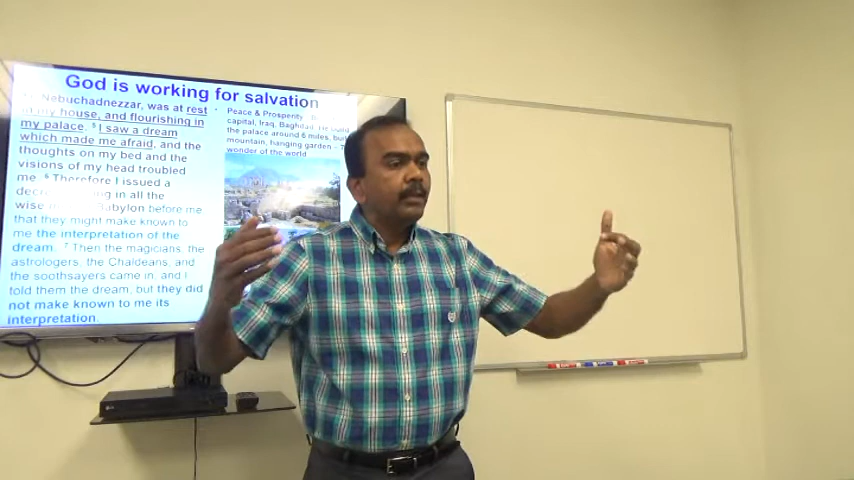 God is working for salvation
Nebuchadnezzar, was at rest
in my house, and flourishing in
my palace. ⁵ I saw a dream
which made me afraid, and the
thoughts on my bed and the
visions of my head troubled
me. ⁶ Therefore I issued a
in all the
wise Babylon before me,
that they might make known to
me the interpretation of the
dream. ⁷ Then the magicians, the
astrologers, the Chaldeans, and
the soothsayers came in, and I
told them the dream, but they did
not make known to me its
interpretation.
Peace & Prosperity
capital, Iraq, Baghdad. He build
the palace around 6 miles,
mountain, hanging garden –
wonder of the world